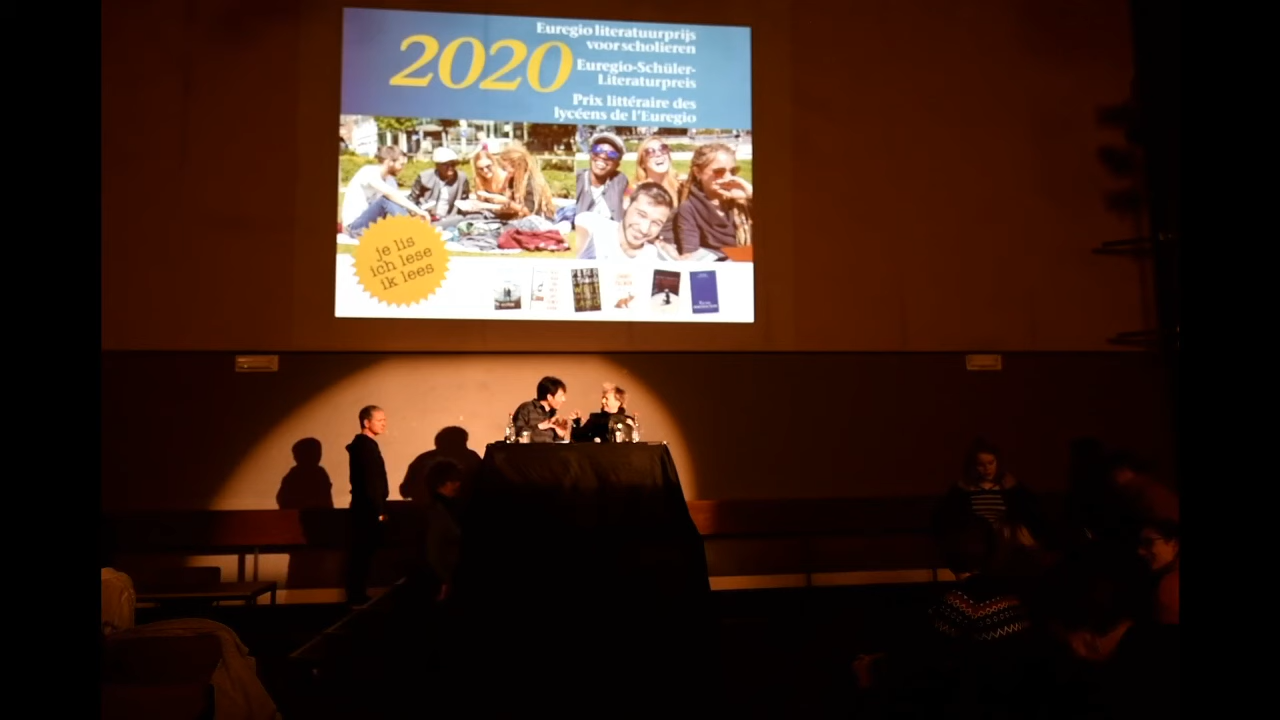 2020
Euregio literatuurprijs
voor scholieren
Euregio-Schüler-
Literaturpreis
Prix littéraire des
lycéens de l'Euregio
je lis
ich lese
ik lees